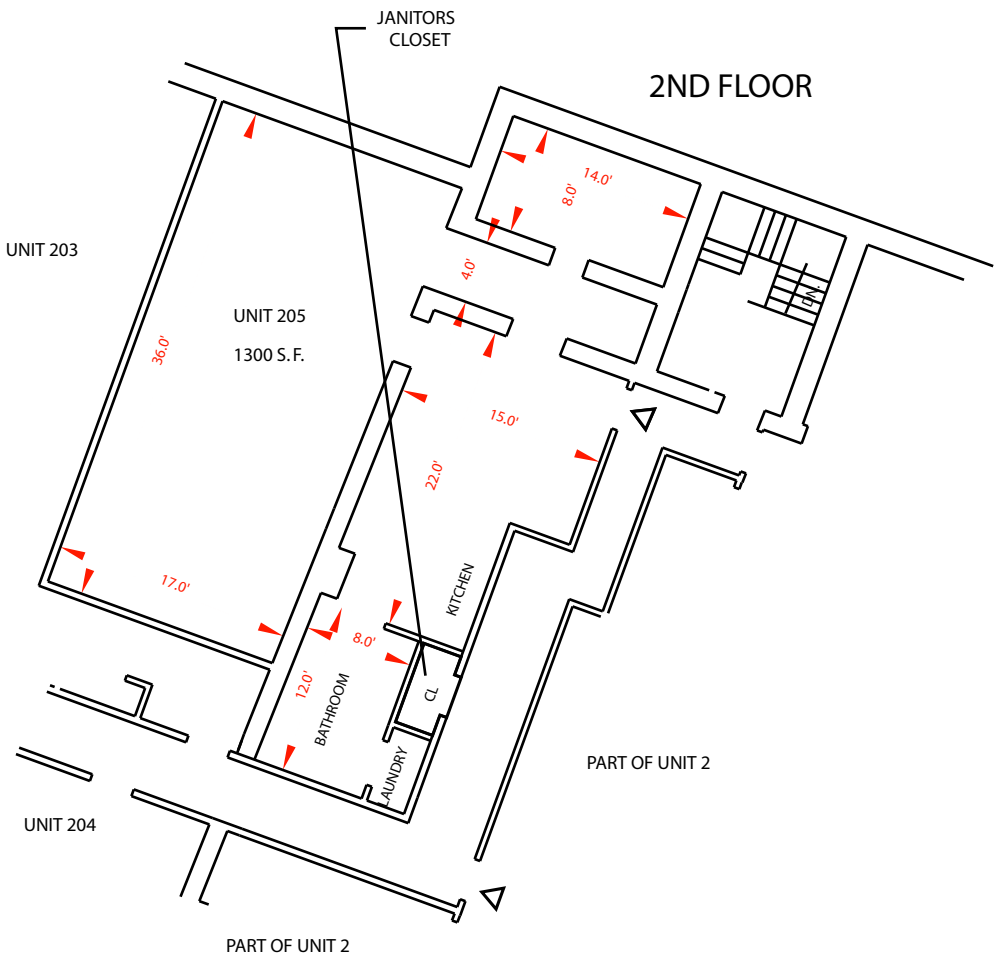 JANITORS
CLOSET
2ND FLOOR
14.0'
8.0'
UNIT 203
4.0'
DN.
UNIT 205
1300 S.F.
36.0'
15.0'
22.0'
17.0'
KITCHEN
8.0'
12.0'
BATHROOM
CL
LAUNDRY
PART OF UNIT 2
UNIT 204
PART OF UNIT 2